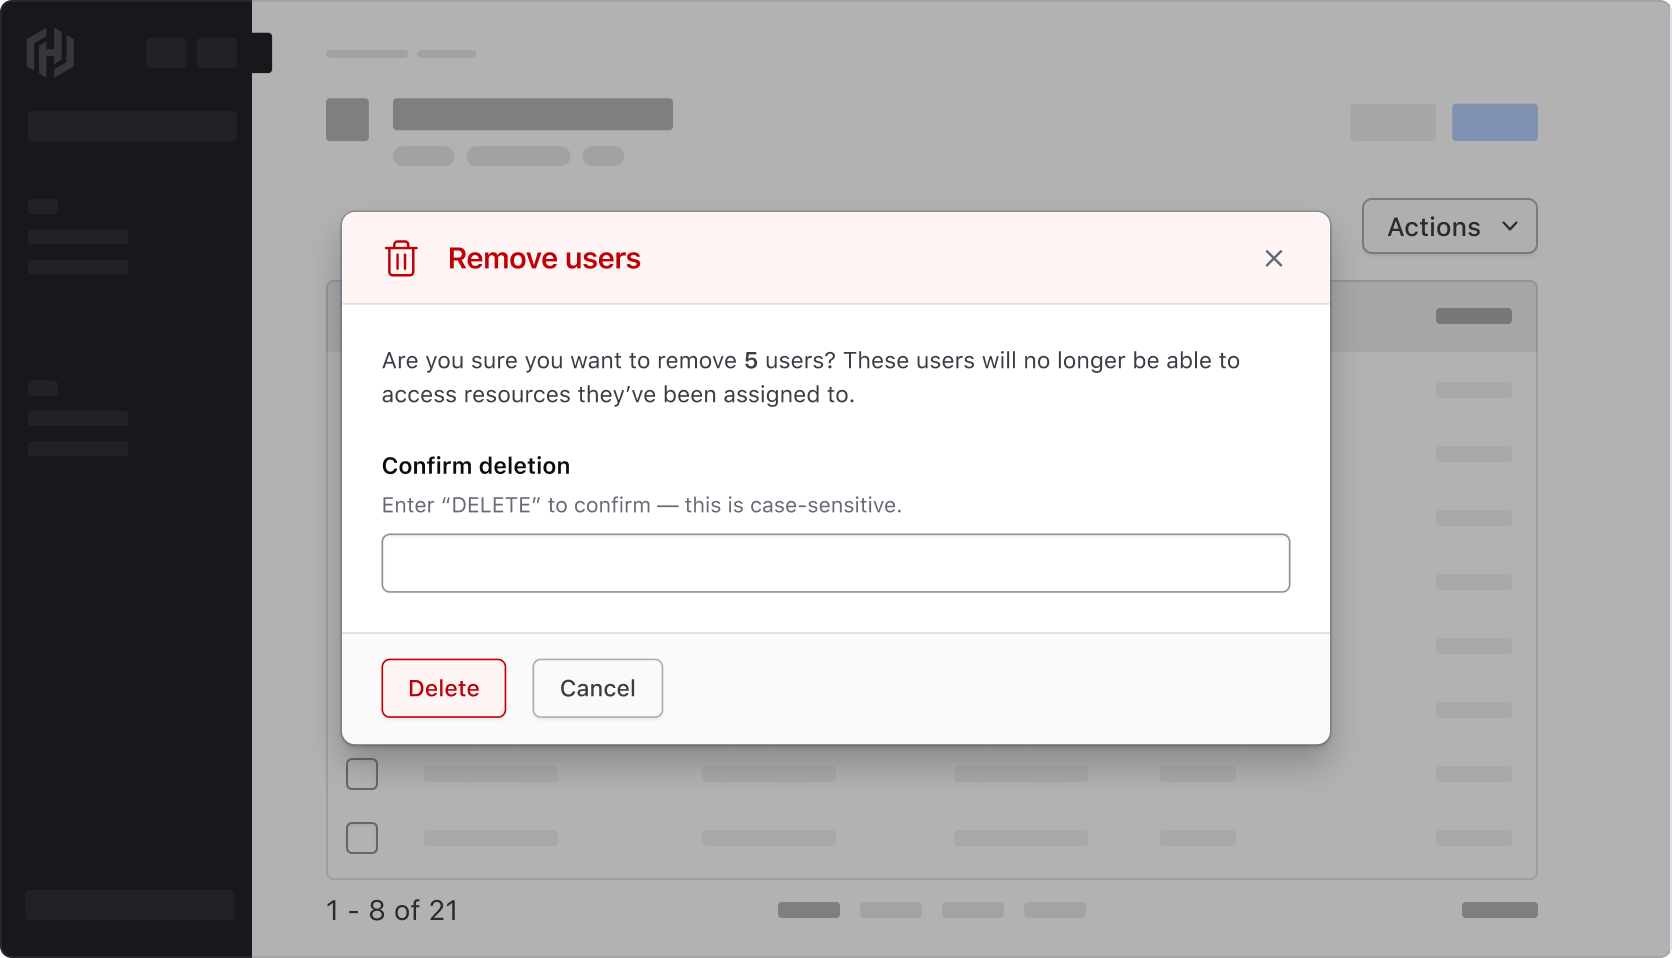 Actions
Remove users
Are you sure you want to remove 5 users? These users will no longer be able to
access resources they’ve been assigned to.
Confirm deletion
Enter “DELETE” to confirm — this is case-sensitive.
Delete
Cancel
1 - 8 of 21